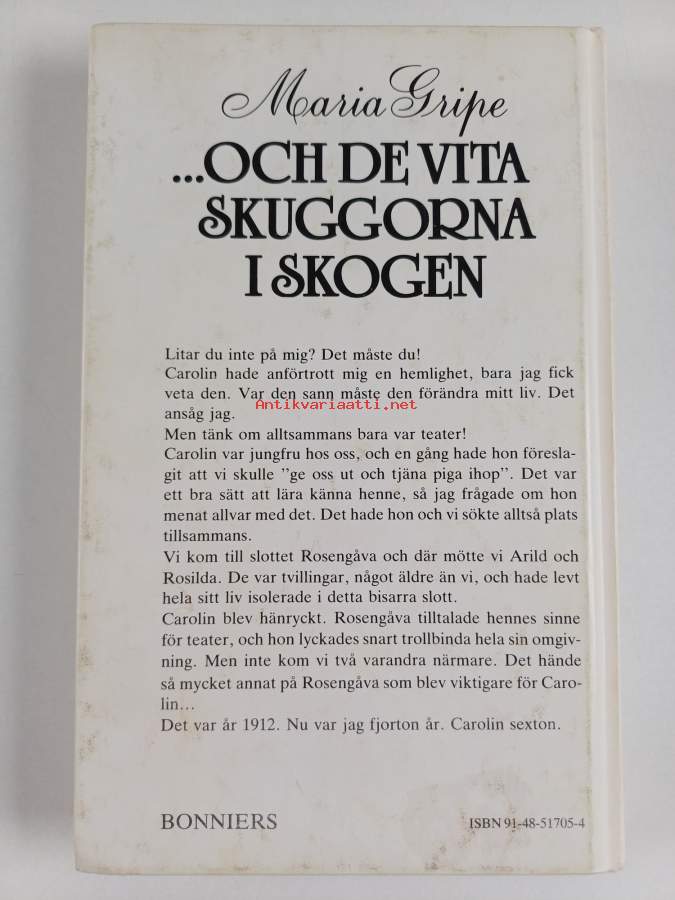 Maria Gripe
...OCH DE VITA
SKUGGORNA
I SKOGEN
Litar du inte på mig? Det måste du!
Carolin hade anförtrott mig en hemlighet, bara jag fick
veta den. Var den sann måste den förändra mitt liv. Det
Antikvariaatti.net
ansåg jag.
Men tänk om alltsammans bara var teater!
Carolin var jungfru hos oss, och en gång hade hon föresla-
git att vi skulle ”ge oss ut och tjäna piga ihop”. Det var
ett bra sätt att lära känna henne, så jag frågade om hon
menat allvar med det. Det hade hon och vi sökte alltså plats
tillsammans.
Vi kom till slottet Rosengåva och där mötte vi Arild och
Rosilda. De var tvillingar, något äldre än vi, och hade levt
hela sitt liv isolerade i detta bisarra slott.
Carolin blev hänryckt. Rosengåva tilltalade hennes sinne
för teater, och hon lyckades snart trollbinda hela sin omgiv-
ning. Men inte kom vi två varandra närmare. Det hände
så mycket annat på Rosengåva som blev viktigare för Caro-
lin...
Det var år 1912. Nu var jag fjorton år. Carolin sexton.
BONNIERS
ISBN 91-48-51705-4